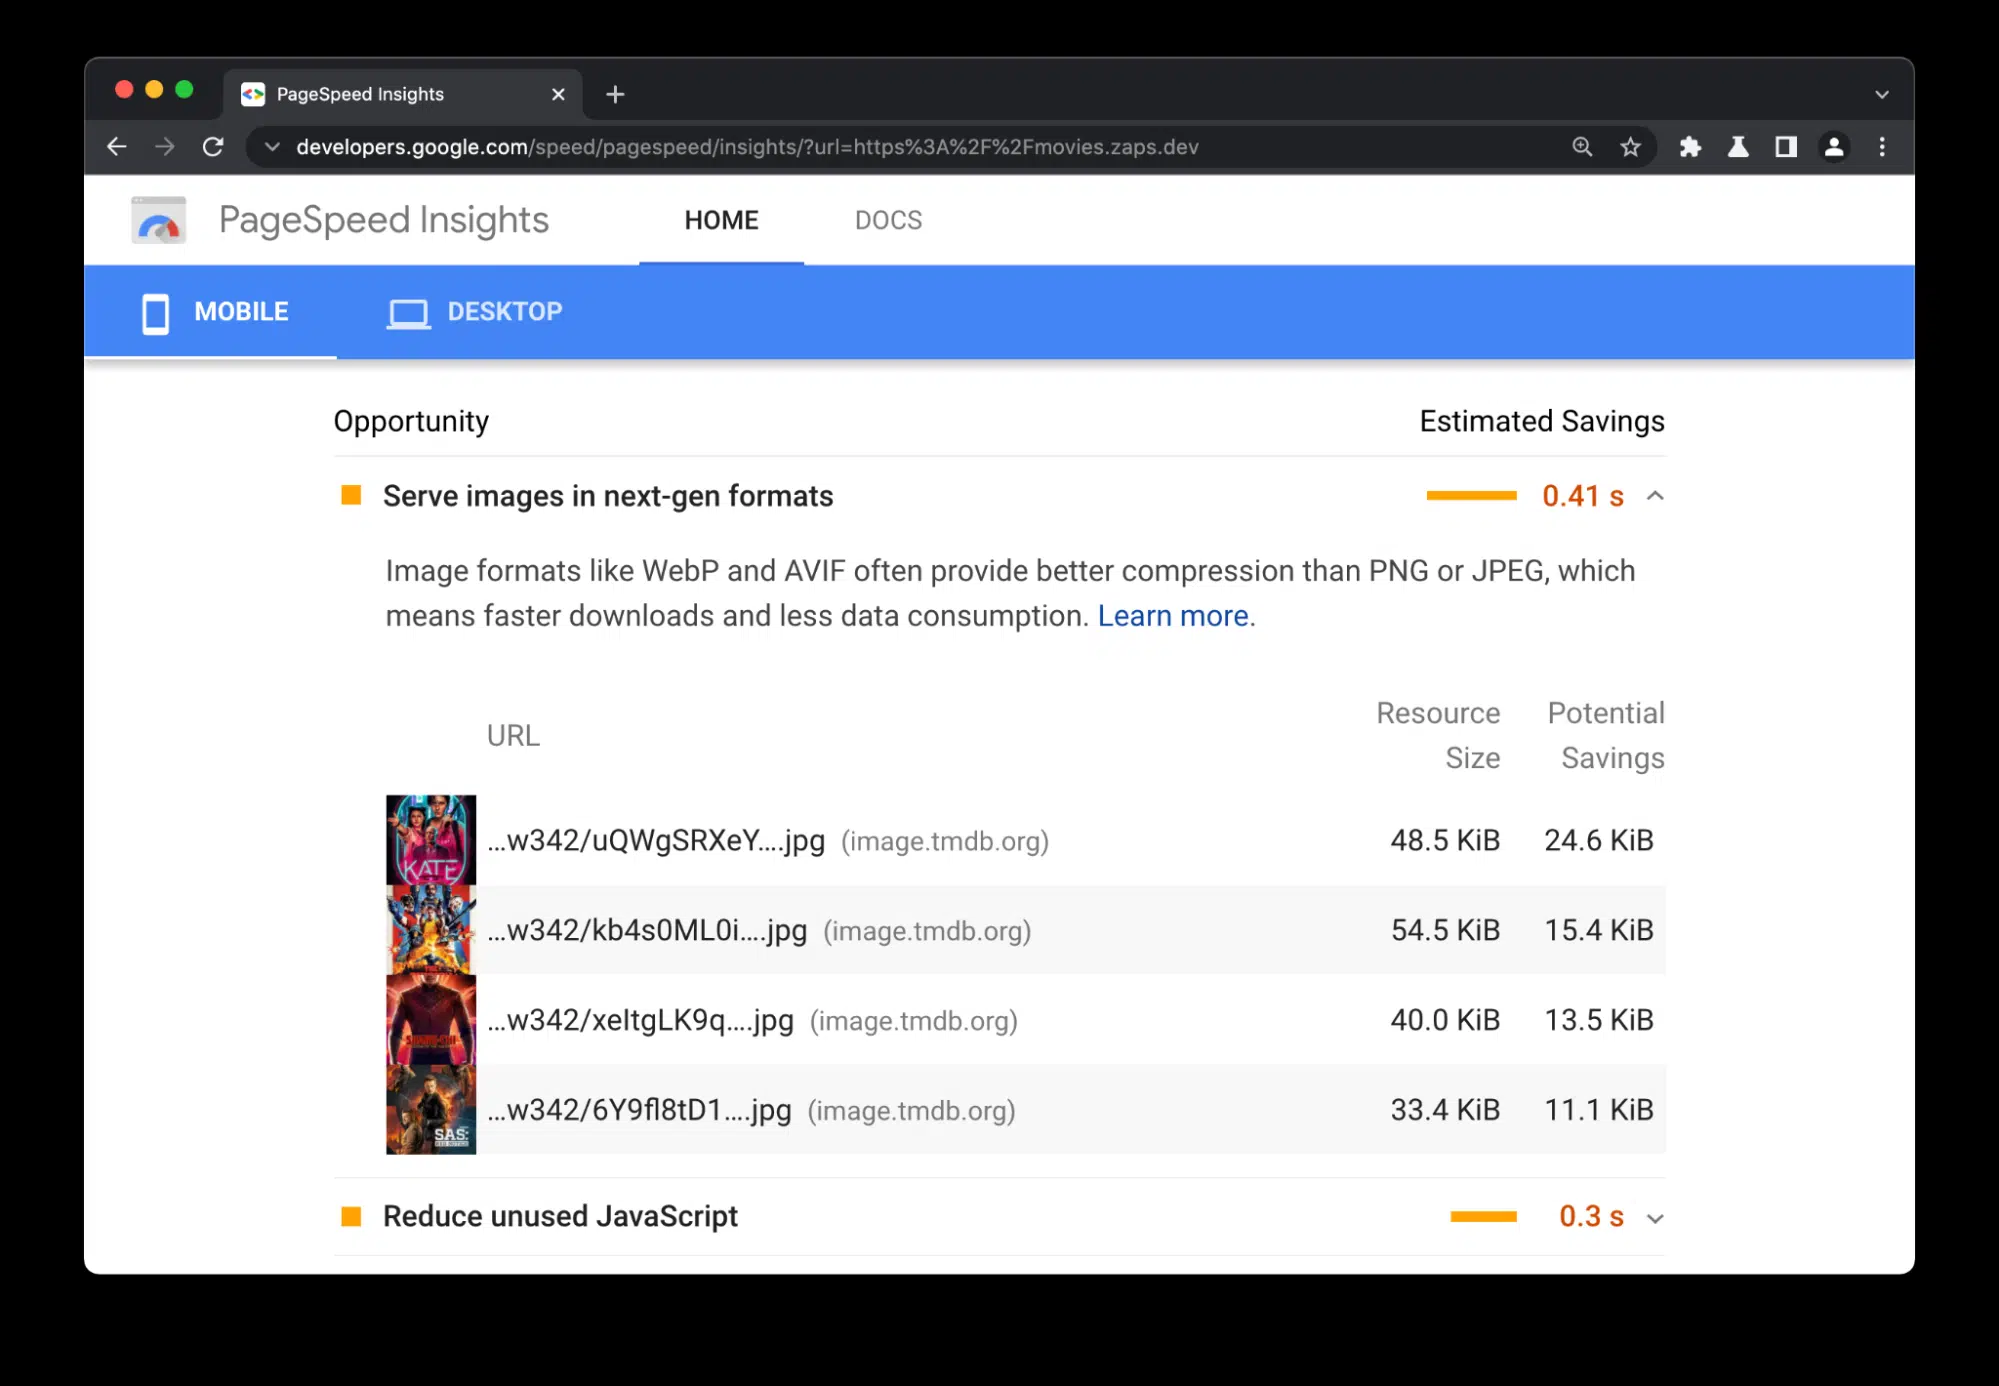 PageSpeed Insights
developers.google.com/speed/pagespeed/insights/?url=https%3A%2F%2Fmovies.zaps.dev
PageSpeed Insights HOME DOCS
MOBILE DESKTOP
Opportunity Estimated Savings
Serve images in next-gen formats 0.41 s
Image formats like WebP and AVIF often provide better compression than PNG or JPEG, which
means faster downloads and less data consumption. Learn more.
URL Resource Size Potential Savings
KATE
...w342/uQWgSRXeY….jpg (image.tmdb.org) 48.5 KiB 24.6 KiB
...w342/kb4s0ML0i….jpg (image.tmdb.org) 54.5 KiB 15.4 KiB
...w342/xeItgLK9q….jpg (image.tmdb.org) 40.0 KiB 13.5 KiB
SAS:
...w342/6Y9fl8tD1….jpg (image.tmdb.org) 33.4 KiB 11.1 KiB
Reduce unused JavaScript 0.3 s